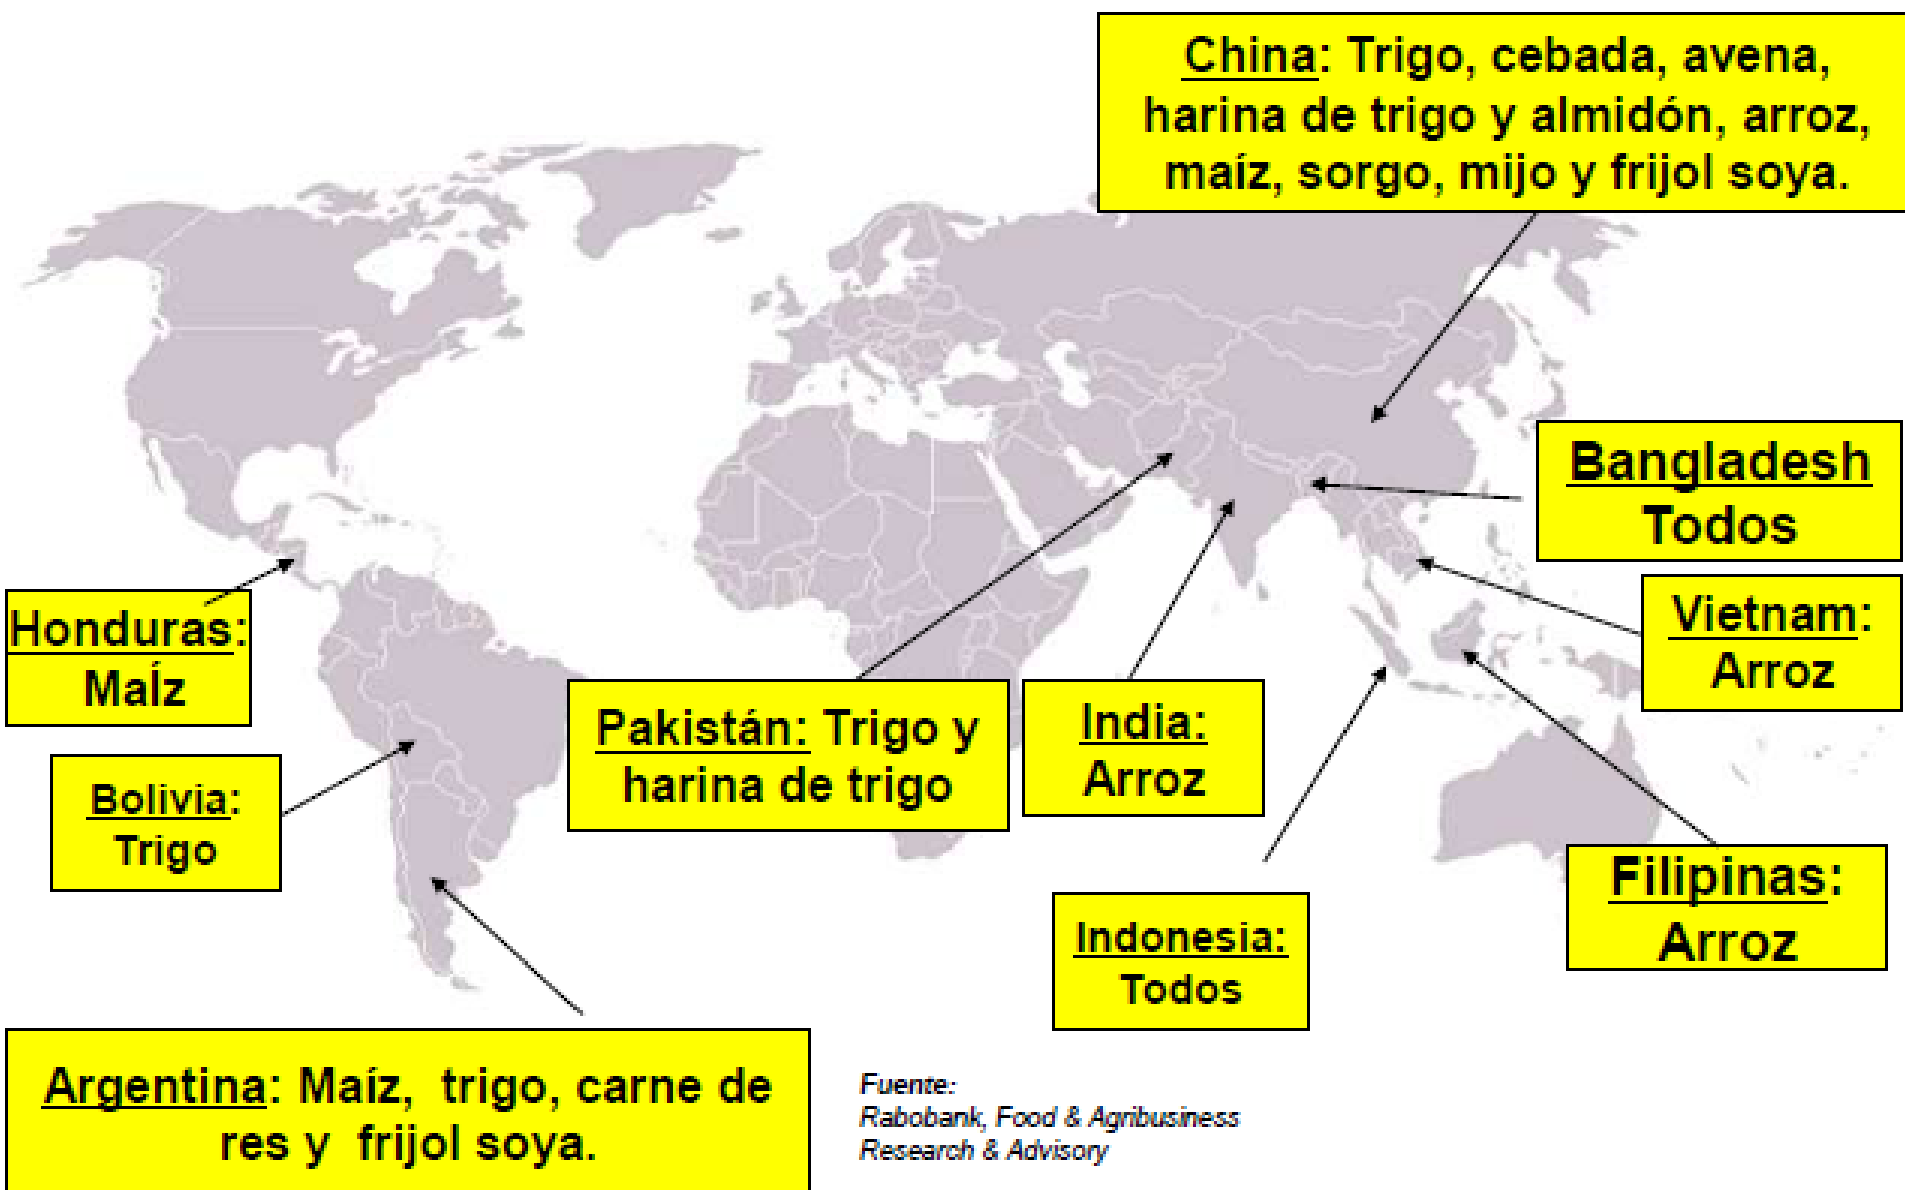 China: Trigo, cebada, avena,
harina de trigo y almidón, arroz,
maíz, sorgo, mijo y frijol soya.
Bangladesh
Todos
Vietnam:
Arroz
Honduras:
MaÍz
Pakistán: Trigo y
harina de trigo
India:
Arroz
Bolivia:
Trigo
Filipinas:
Arroz
Indonesia:
Todos
Argentina: Maíz, trigo, carne de
res y frijol soya.
Fuente:
Rabobank, Food & Agribusiness
Research & Advisory